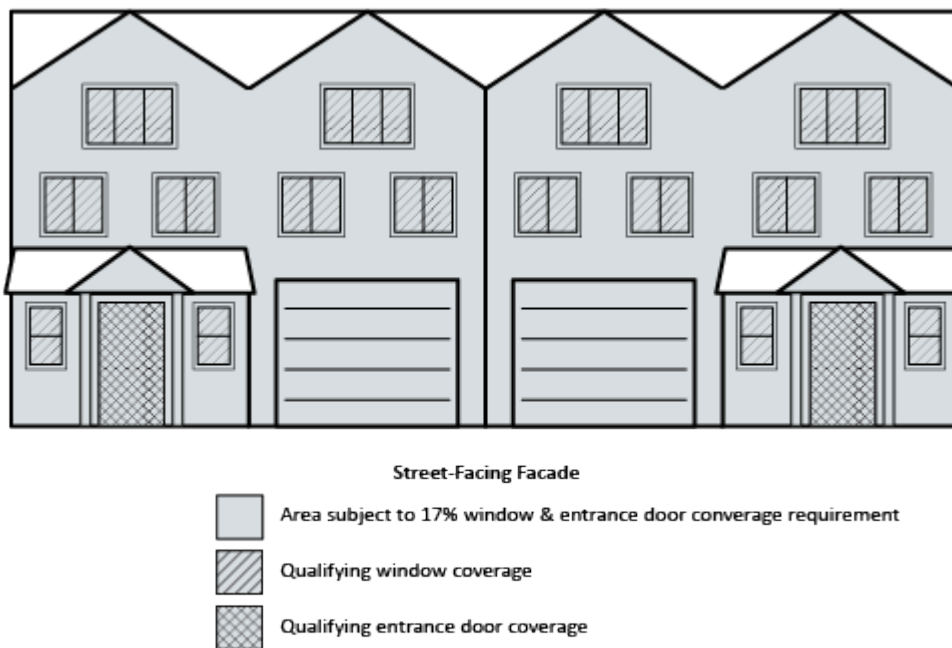 Street-Facing Facade
Area subject to 17% window & entrance door converage requirement
Qualifying window coverage
Qualifying entrance door coverage